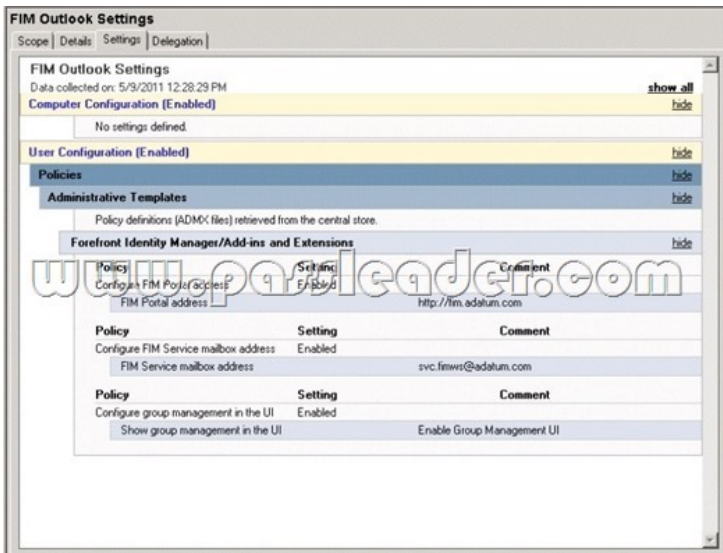 FIM Outlook Settings
Scope Details Settings Delegation
FIM Outlook Settings
Data collected on: 5/9/2011 12:28:29 PM show all
Computer Configuration (Enabled) hide
No settings defined.
User Configuration (Enabled) hide
Policies hide
Administrative Templates hide
Policy definitions (ADMX files) retrieved from the central store.
Forefront Identity Manager/Add-ins and Extensions hide
www.passleader.com
Policy Setting Comment
Configure FIM Portal address Enabled
FIM Portal address http://fim.adatum.com
Policy Setting Comment
Configure FIM Service mailbox address Enabled
FIM Service mailbox address svc.fimws@adatum.com
Policy Setting Comment
Configure group management in the UI Enabled
Show group management in the UI Enable Group Management UI